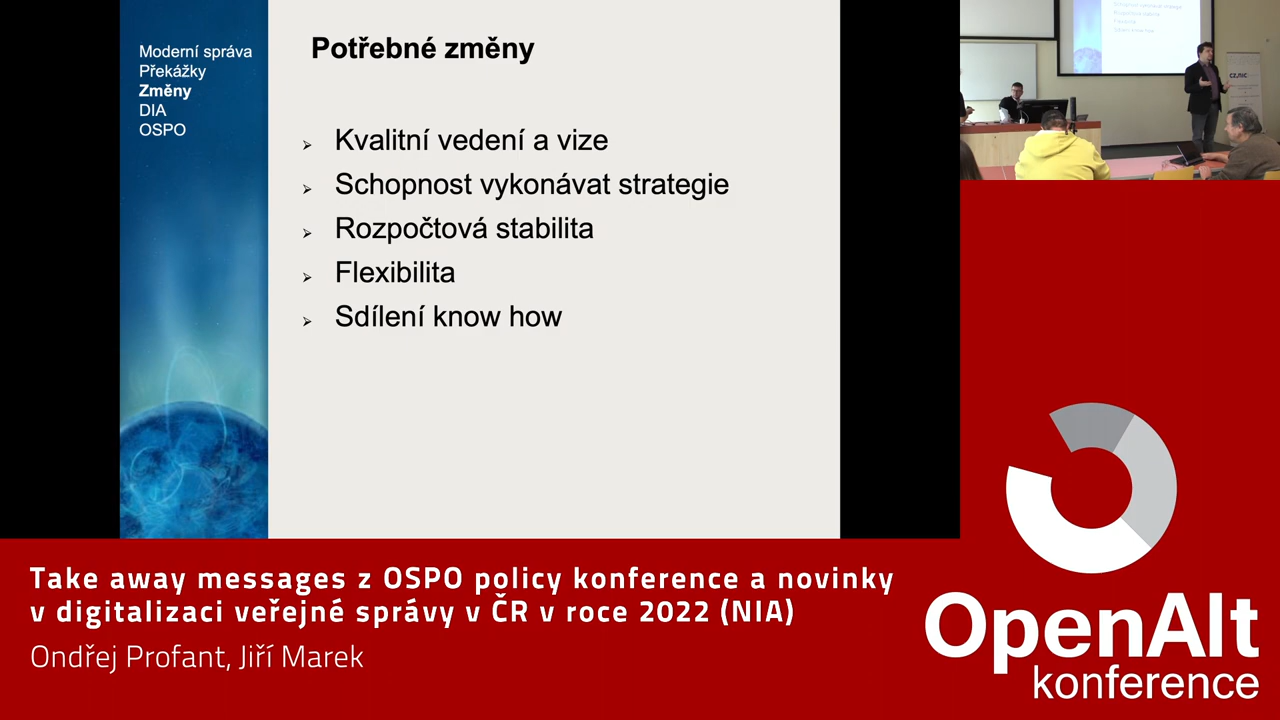 Moderní správa
Překážky
Změny
DIA
OSPO
Potřebné změny
Kvalitní vedení a vize
Schopnost vykonávat strategie
Rozpočtová stabilita
Flexibilita
Sdílení know how
CZ.NIC
Take away messages z OSPO policy konference a novinky
v digitalizaci veřejné správy v ČR v roce 2022 (NIA)
Ondřej Profant, Jiří Marek
OpenAlt
konference